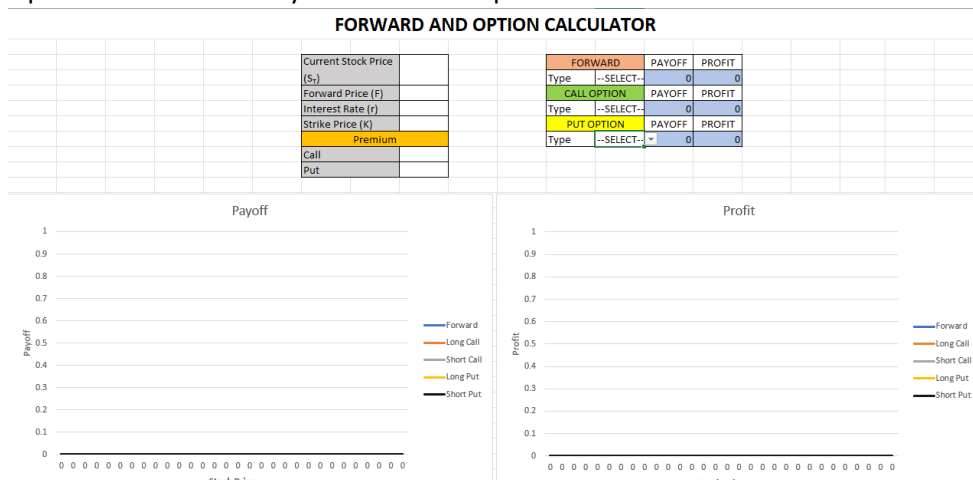 FORWARD AND OPTION CALCULATOR
Current Stock Price
(S_T)
Forward Price (F)
Interest Rate (r)
Strike Price (K)
Premium
Call
Put
FORWARD PAYOFF PROFIT
Type --SELECT-- 0 0
CALL OPTION PAYOFF PROFIT
Type --SELECT-- 0 0
PUT OPTION PAYOFF PROFIT
Type --SELECT-- 0 0
Payoff
1
0.9
0.8
0.7
0.6
0.5
0.4
0.3
0.2
0.1
0
Payoff
0 0 0 0 0 0 0 0 0 0 0 0 0 0 0 0 0 0 0 0 0 0 0 0 0 0 0 0 0 0
Forward
Long Call
Short Call
Long Put
Short Put
Profit
1
0.9
0.8
0.7
0.6
0.5
0.4
0.3
0.2
0.1
0
Profit
0 0 0 0 0 0 0 0 0 0 0 0 0 0 0 0 0 0 0 0 0 0 0 0 0 0 0 0 0 0
Forward
Long Call
Short Call
Long Put
Short Put